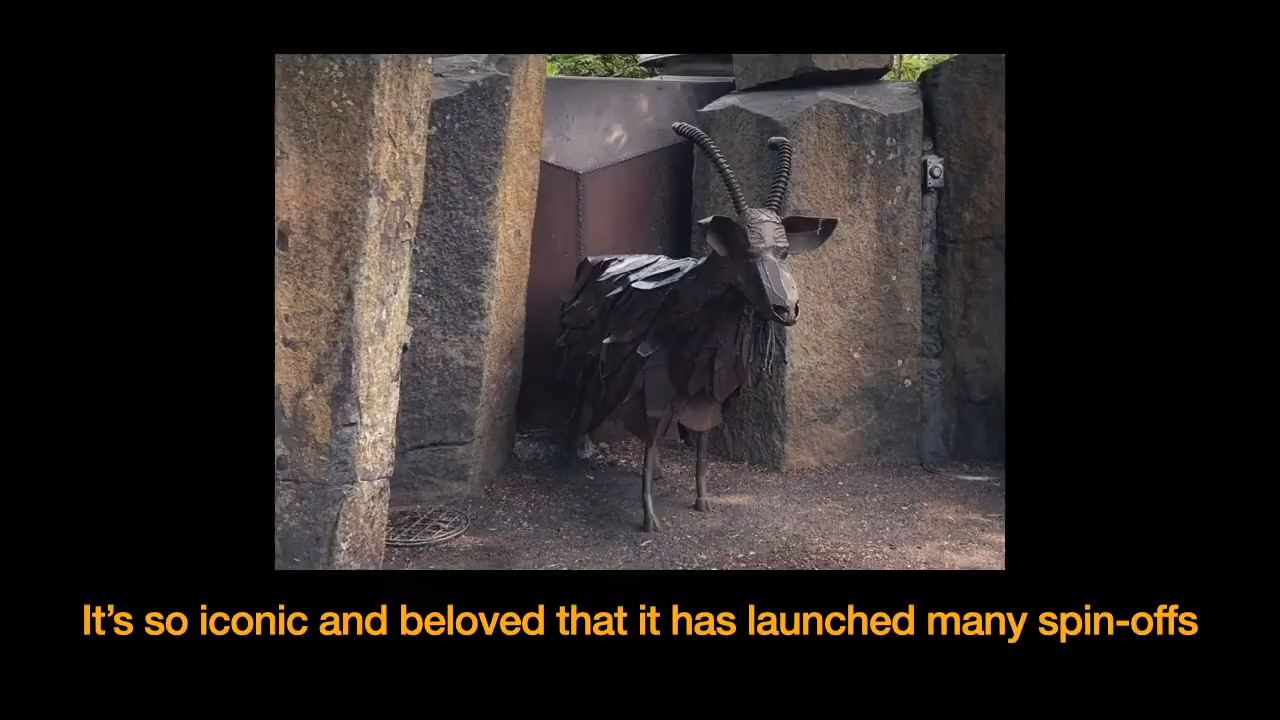 It’s so iconic and beloved that it has launched many spin-offs